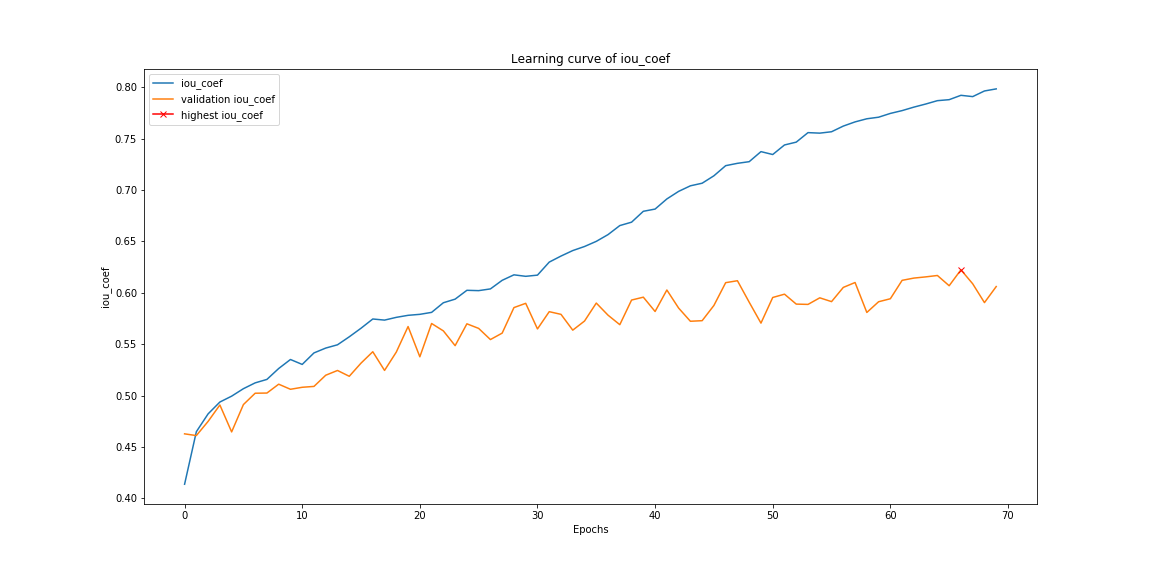 Learning curve of iou_coef
iou_coef
validation iou_coef
highest iou_coef
0.80
0.75
0.70
0.65
0.60
0.55
0.50
0.45
0.40
iou_coef
0 10 20 30 40 50 60 70
Epochs